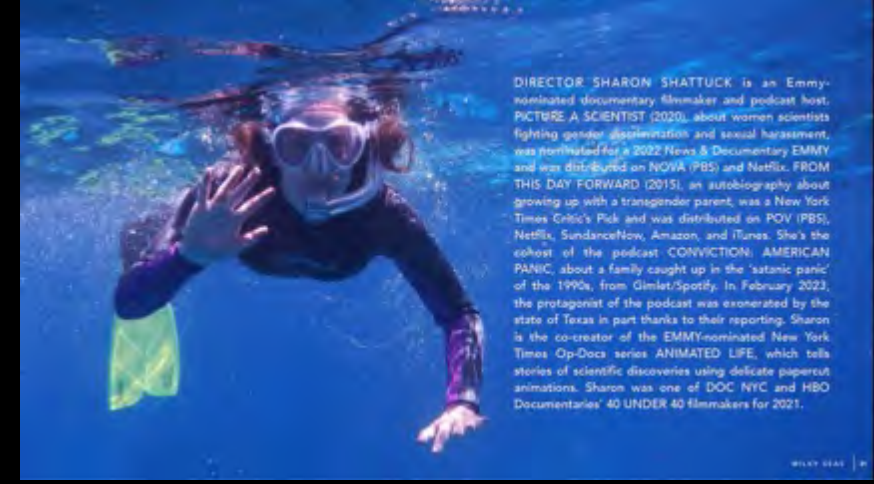 DIRECTOR SHARON SHATTUCK is an Emmy-
nominated documentary filmmaker and podcast host.
PICTURE A SCIENTIST (2020), about women scientists
fighting gender discrimination and sexual harassment,
was nominated for a 2022 News & Documentary EMMY
and was distributed on NOVA (PBS) and Netflix. FROM
THIS DAY FORWARD (2015), an autobiography about
growing up with a transgender parent, was a New York
Times Critic's Pick and was distributed on POV (PBS),
Netflix, SundanceNow, Amazon, and iTunes. She's the
cohost of the podcast CONVICTION: AMERICAN
PANIC, about a family caught up in the 'satanic panic'
of the 1990s, from Gimlet/Spotify. In February 2023,
the protagonist of the podcast was exonerated by the
state of Texas in part thanks to their reporting. Sharon
is the co-creator of the EMMY-nominated New York
Times Op-Docs series ANIMATED LIFE, which tells
stories of scientific discoveries using delicate papercut
animations. Sharon was one of DOC NYC and HBO
Documentaries' 40 UNDER 40 filmmakers for 2021.
MILKY SEAS